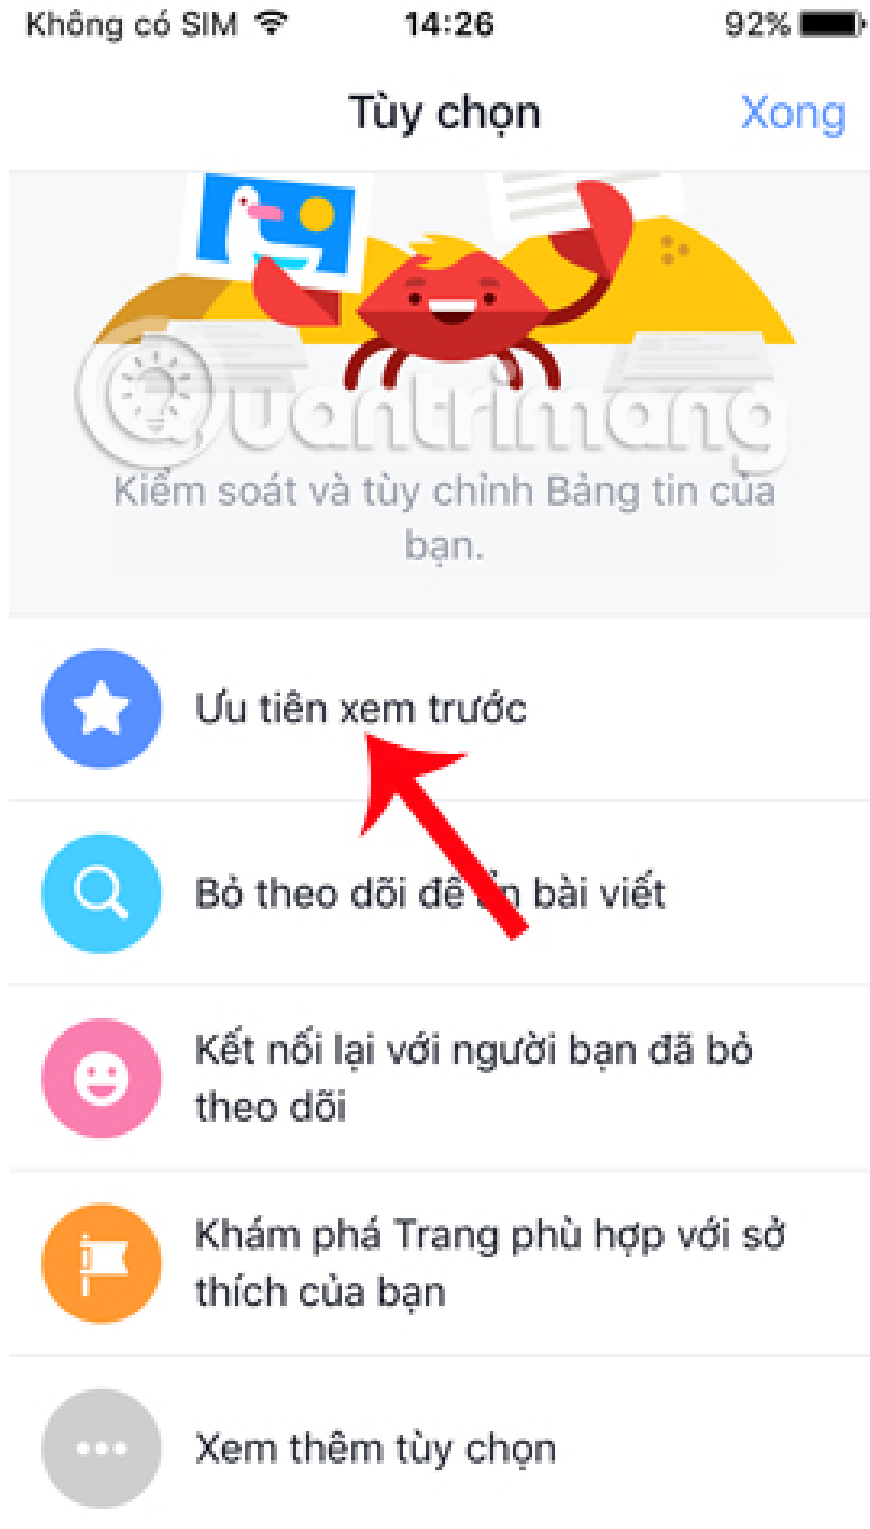 Không có SIM 14:26 92%
Tùy chọn Xong
Quantrimang
Kiểm soát và tùy chỉnh Bảng tin của
bạn.
Ưu tiên xem trước
Bỏ theo dõi để ẩn bài viết
Kết nối lại với người bạn đã bỏ
theo dõi
Khám phá Trang phù hợp với sở
thích của bạn
Xem thêm tùy chọn